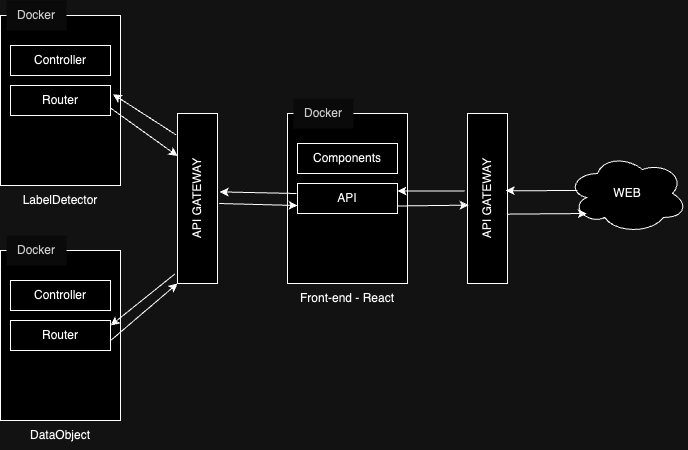 Docker
Controller
Router
LabelDetector
Docker
Controller
Router
DataObject
API GATEWAY
Docker
Components
API
Front-end - React
API GATEWAY
WEB